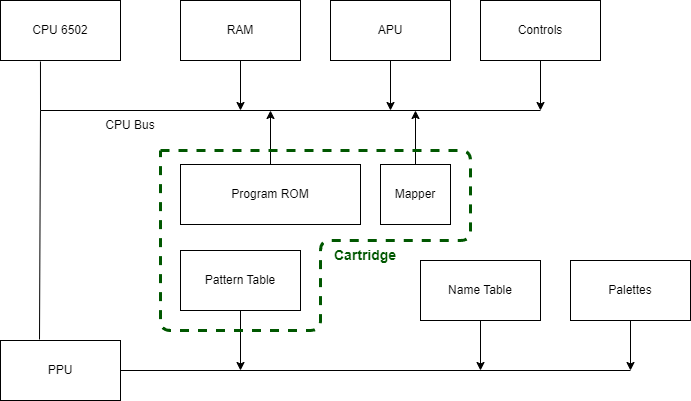 CPU 6502
RAM
APU
Controls
CPU Bus
Program ROM
Mapper
Cartridge
Pattern Table
Name Table
Palettes
PPU